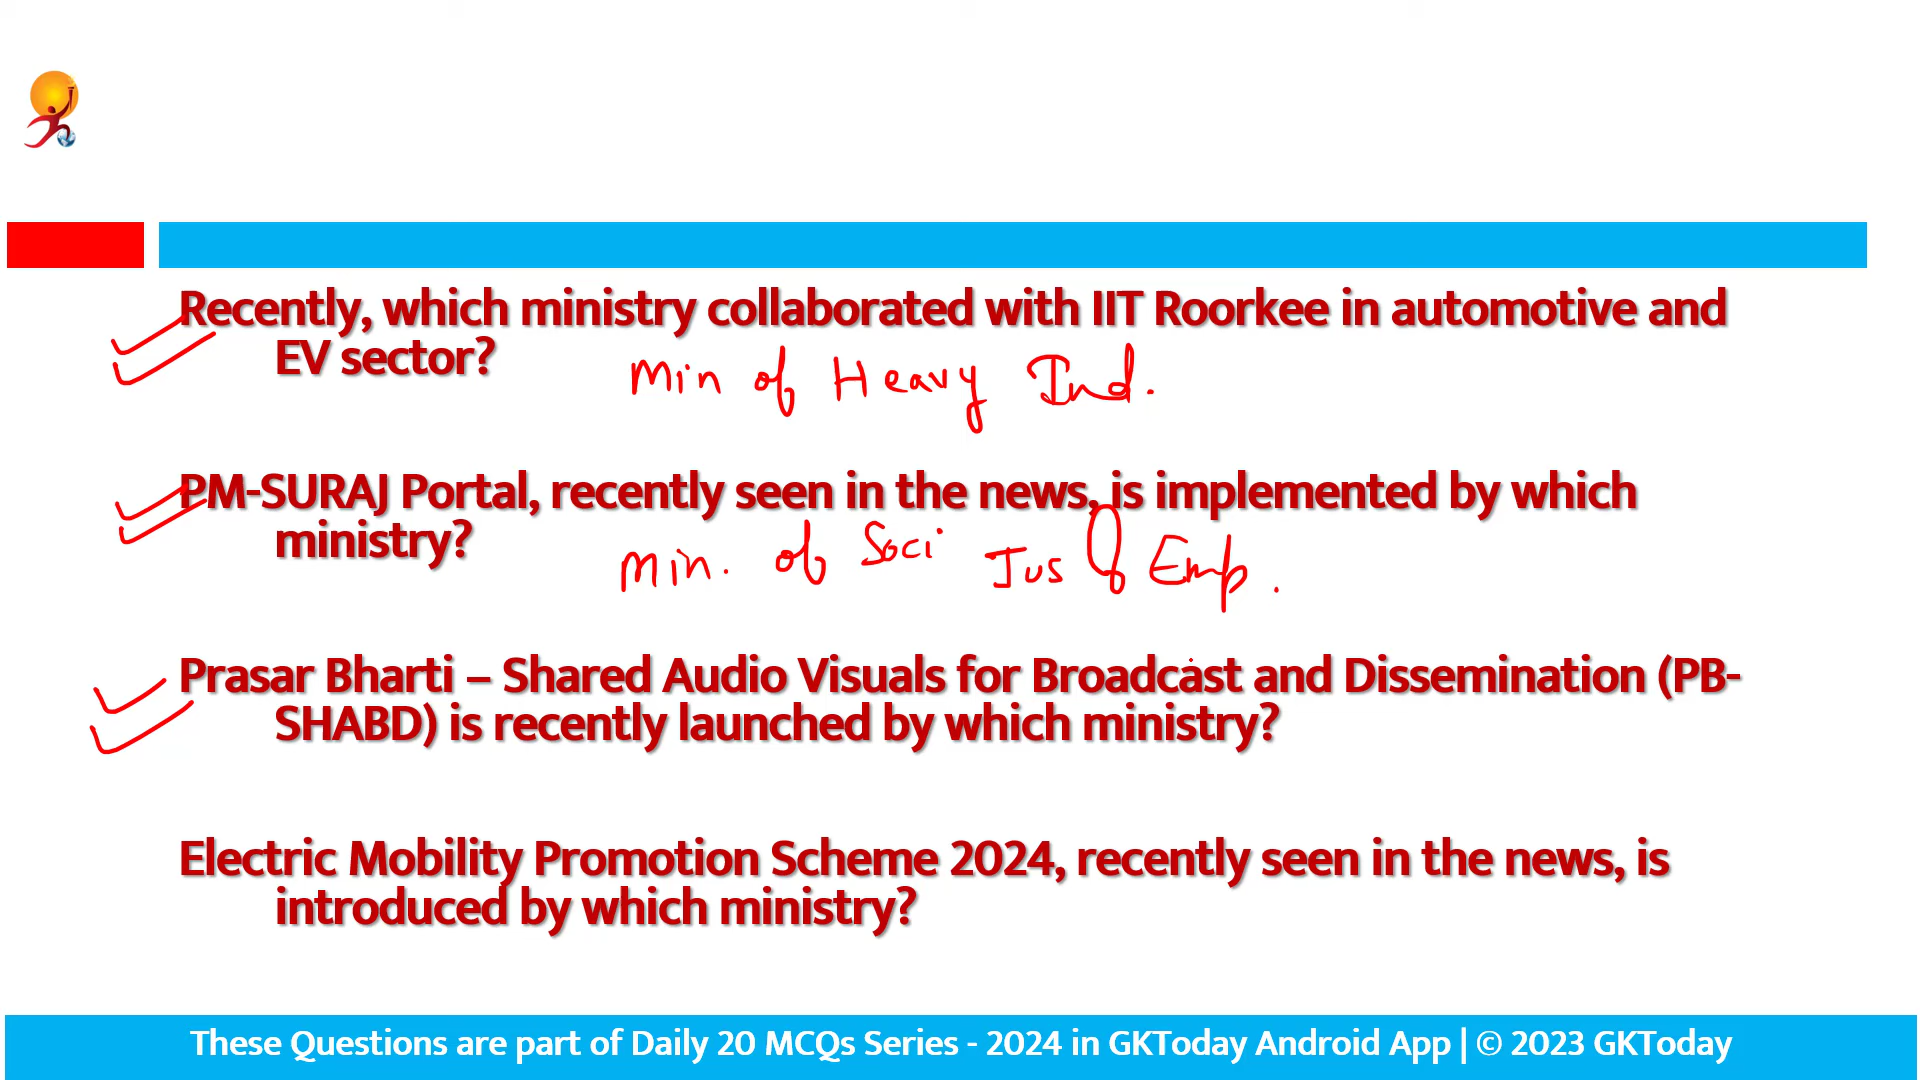 Recently, which ministry collaborated with IIT Roorkee in automotive and
EV sector?
Min of Heavy Ind.
PM-SURAJ Portal, recently seen in the news, is implemented by which
ministry?
Min. of Soci Jus & Emp.
Prasar Bharti – Shared Audio Visuals for Broadcast and Dissemination (PB-
SHABD) is recently launched by which ministry?
Electric Mobility Promotion Scheme 2024, recently seen in the news, is
introduced by which ministry?
These Questions are part of Daily 20 MCQs Series - 2024 in GKToday Android App | © 2023 GKToday